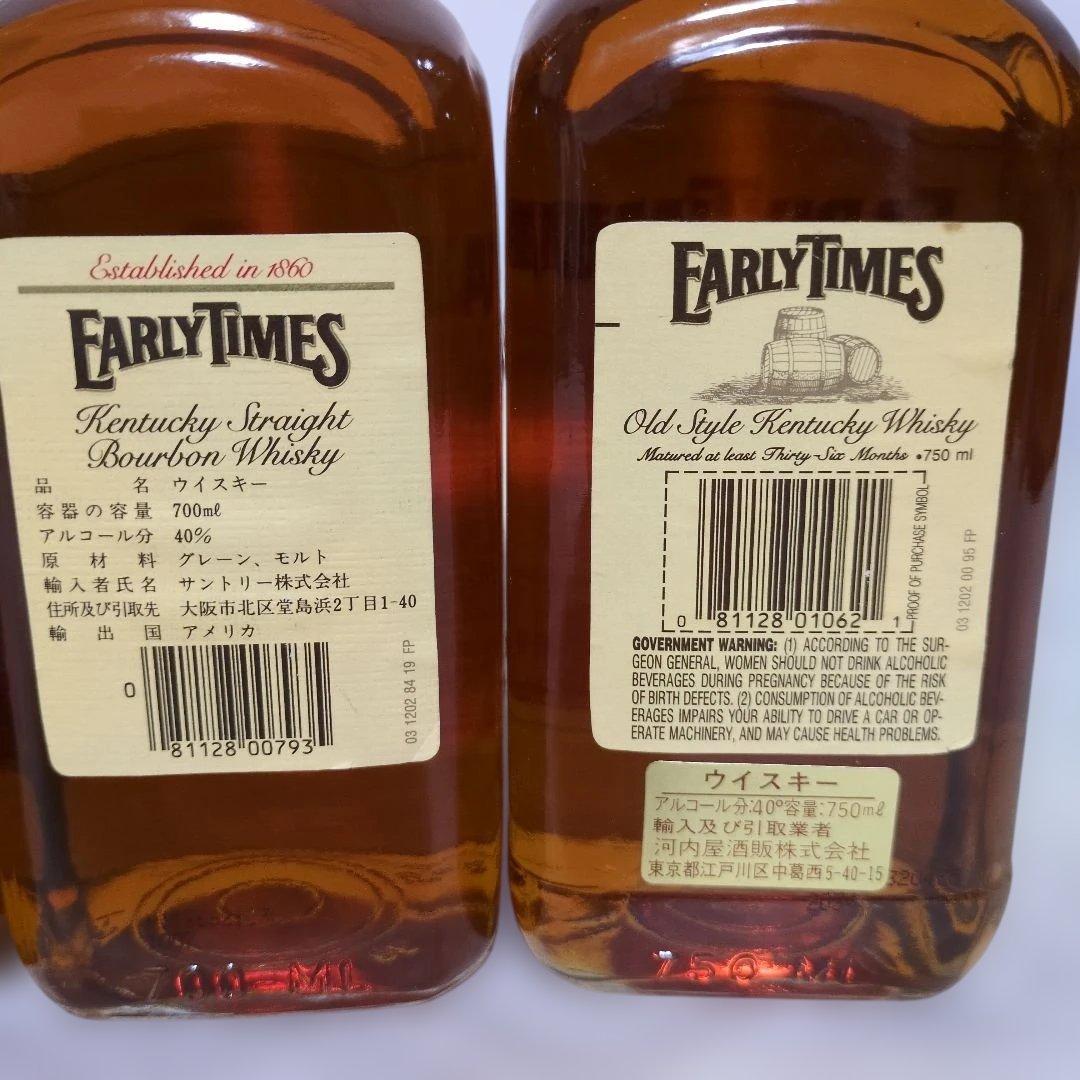 Established in 1860
EARLY TIMES
Kentucky Straight
Bourbon Whisky
品名 ウイスキー
容器の容量 700ml
アルコール分 40%
原材料 グレーン、モルト
輸入者氏名 サントリー株式会社
住所及び引取先 大阪市北区堂島浜2丁目1-40
輸出国 アメリカ
0 81128 00793
03 1202 84 19 FP
700-ML
EARLY TIMES
Old Style Kentucky Whisky
Matured at least Thirty-Six Months • 750 ml
0 81128 01062 1
PROOF OF PURCHASE SYMBOL
03 1202 00 95 FP
GOVERNMENT WARNING: (1) ACCORDING TO THE SUR-
GEON GENERAL, WOMEN SHOULD NOT DRINK ALCOHOLIC
BEVERAGES DURING PREGNANCY BECAUSE OF THE RISK
OF BIRTH DEFECTS. (2) CONSUMPTION OF ALCOHOLIC BEV-
ERAGES IMPAIRS YOUR ABILITY TO DRIVE A CAR OR OP-
ERATE MACHINERY, AND MAY CAUSE HEALTH PROBLEMS.
ウイスキー
アルコール分:40°容量:750ml
輸入及び引取業者
河内屋酒販株式会社
東京都江戸川区中葛西5-40-15
750-ML